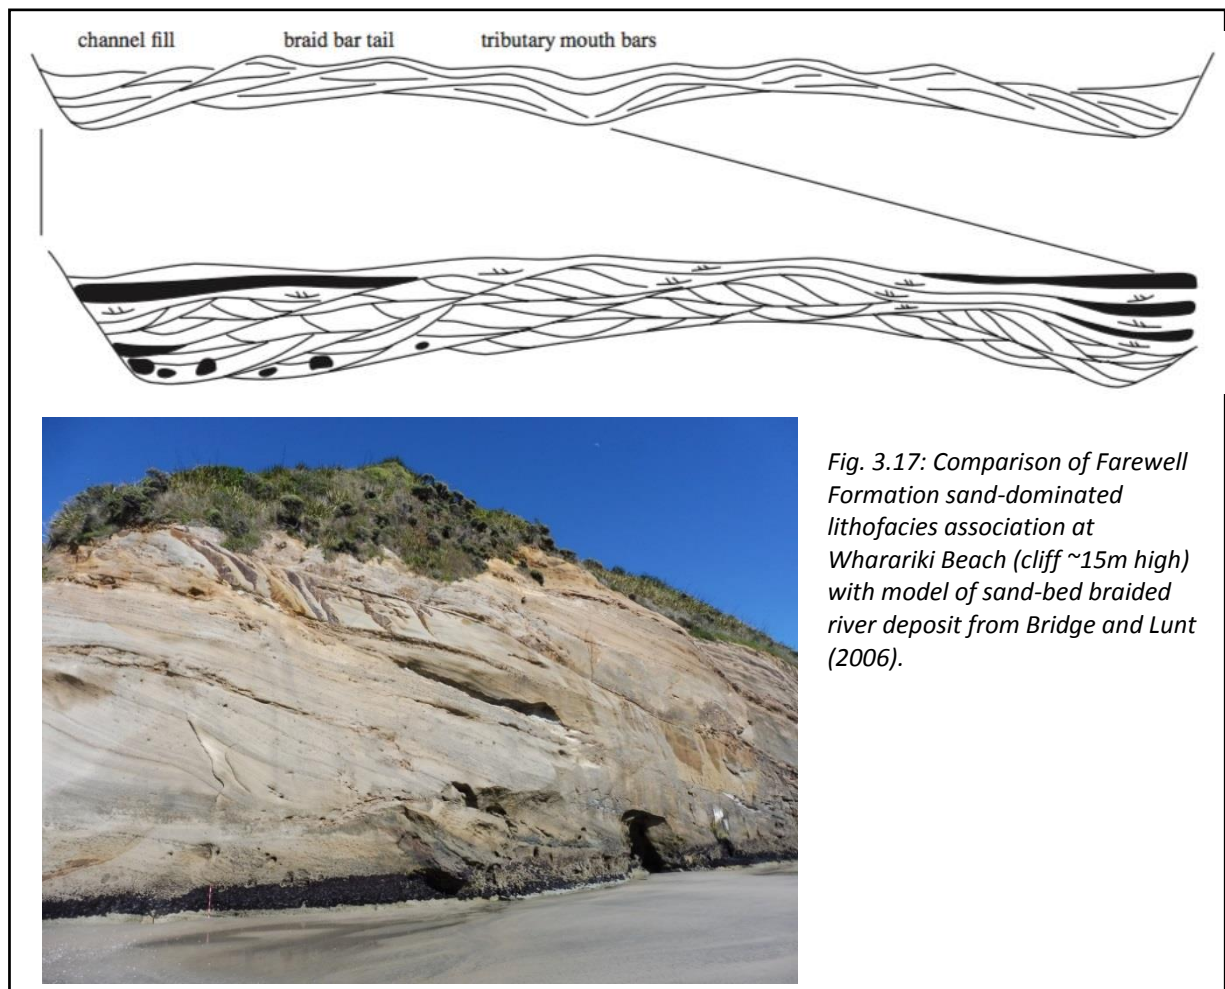 channel fill braid bar tail tributary mouth bars
Fig. 3.17: Comparison of Farewell
Formation sand-dominated
lithofacies association at
Wharariki Beach (cliff ~15m high)
with model of sand-bed braided
river deposit from Bridge and Lunt
(2006).